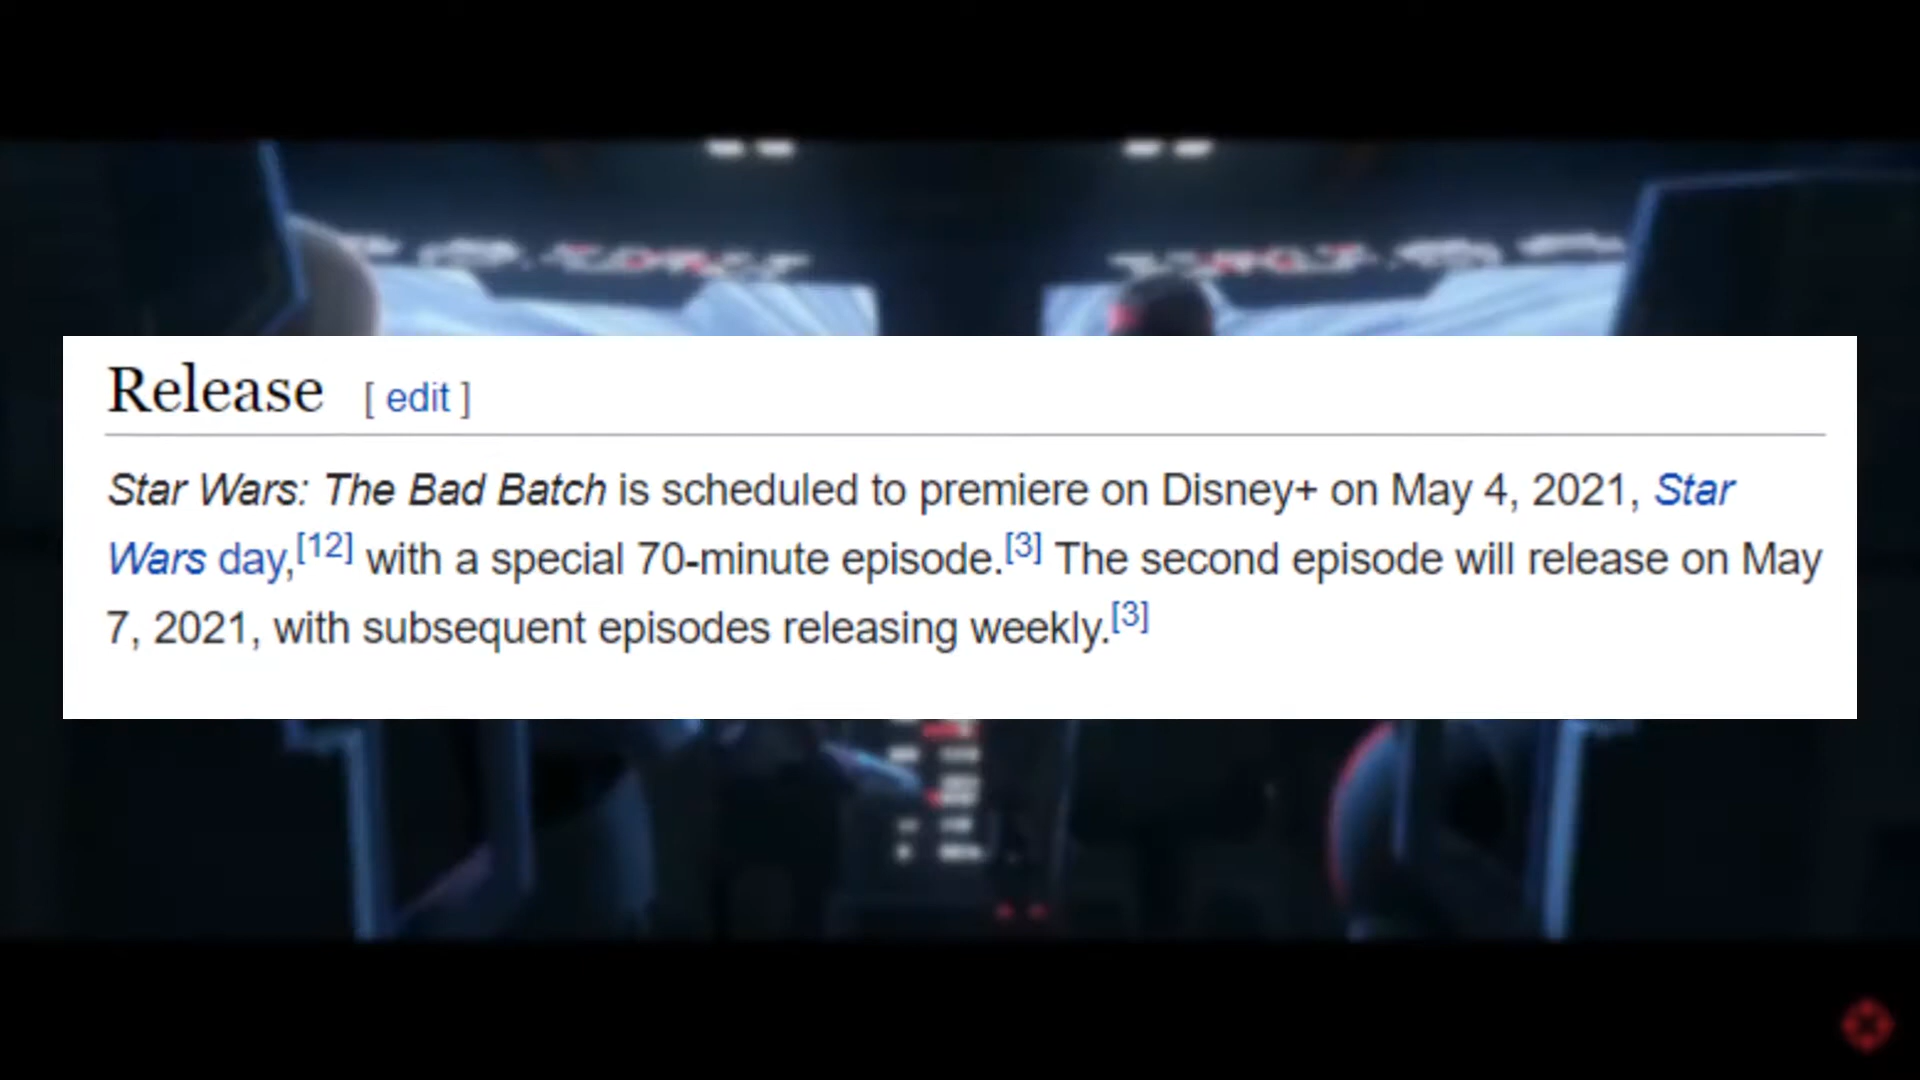 Release [ edit ]
Star Wars: The Bad Batch is scheduled to premiere on Disney+ on May 4, 2021, Star
Wars day,[12] with a special 70-minute episode.[3] The second episode will release on May
7, 2021, with subsequent episodes releasing weekly.[3]